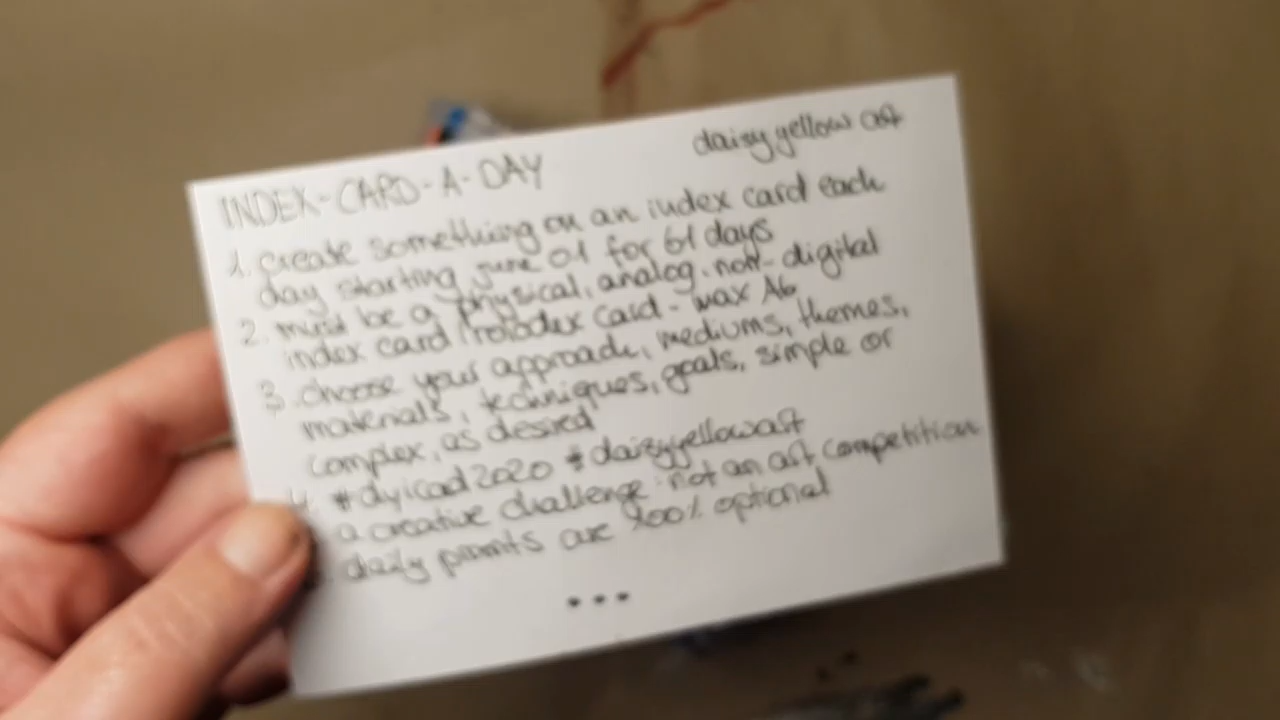 INDEX-CARD-A-DAY
daisy yellow art
1. create something on an index card each
day starting june 01 for 61 days
2. must be a physical, analog, non-digital
index card / rolodex card - max A6
3. choose your approach, mediums, themes,
materials, techniques, goals, simple or
complex, as desired
#dyicad2020 #daisyyellowart
a creative challenge not an art competition
daily promts are 100% optional
...